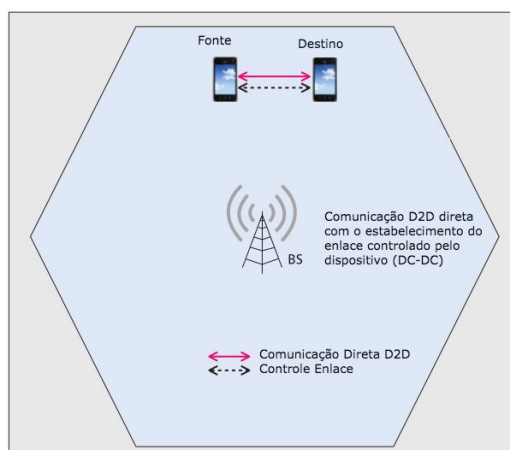 Fonte
Destino
Comunicação D2D direta
com o estabelecimento do
enlace controlado pelo
dispositivo (DC-DC)
BS
Comunicação Direta D2D
Controle Enlace